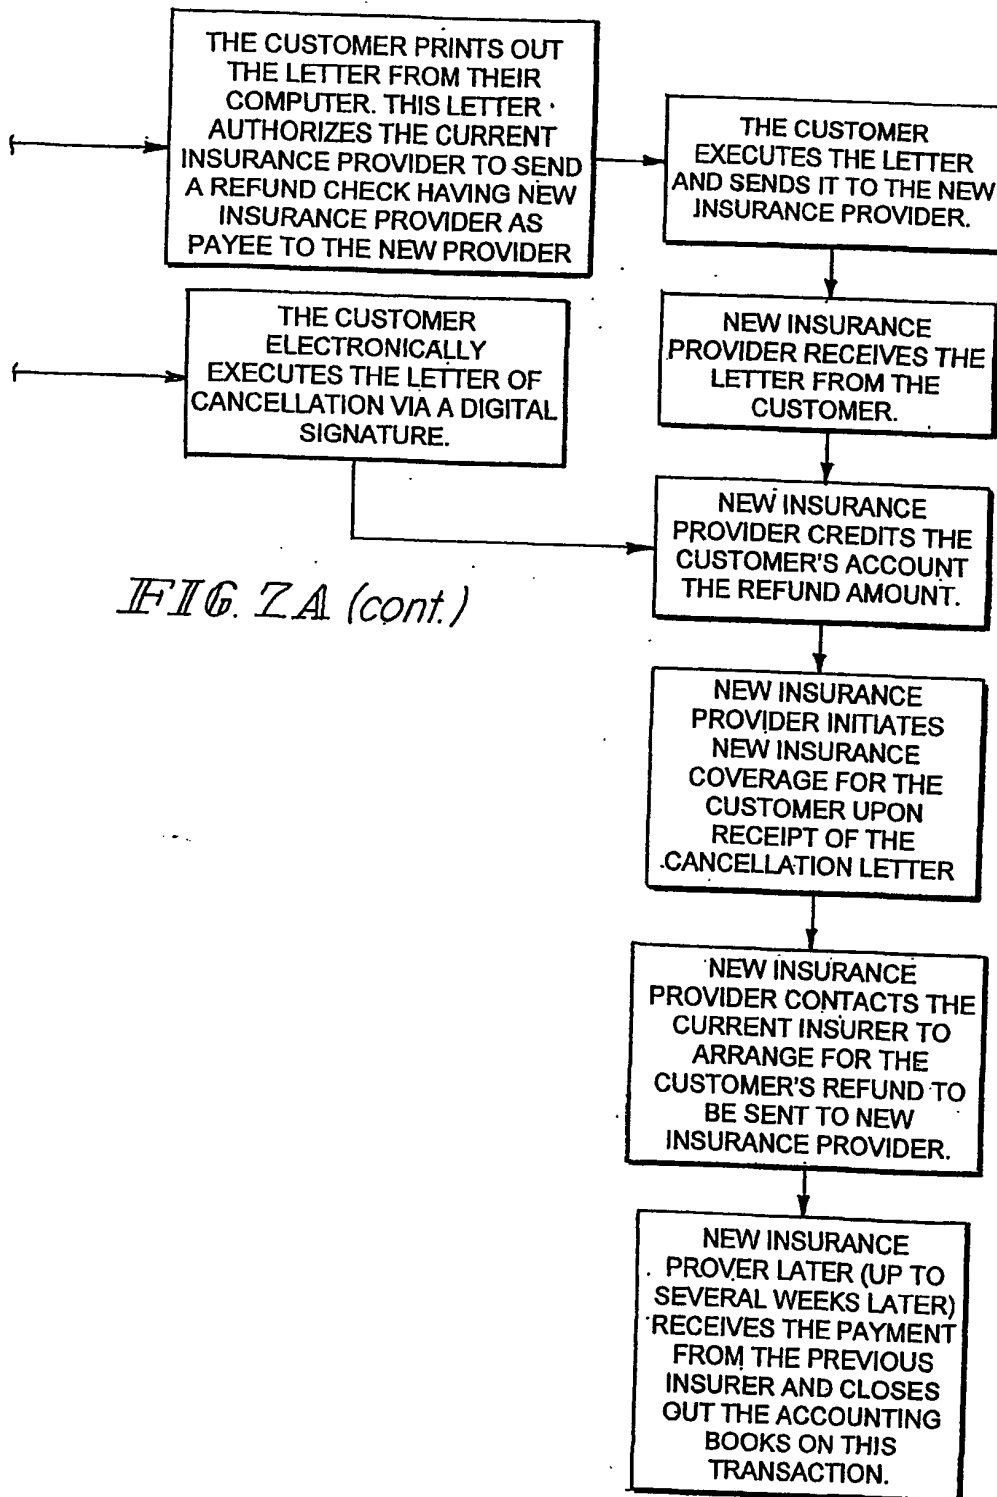 THE CUSTOMER PRINTS OUT
THE LETTER FROM THEIR
COMPUTER. THIS LETTER
AUTHORIZES THE CURRENT
INSURANCE PROVIDER TO SEND
A REFUND CHECK HAVING NEW
INSURANCE PROVIDER AS
PAYEE TO THE NEW PROVIDER
THE CUSTOMER
EXECUTES THE LETTER
AND SENDS IT TO THE NEW
INSURANCE PROVIDER.
THE CUSTOMER
ELECTRONICALLY
EXECUTES THE LETTER OF
CANCELLATION VIA A DIGITAL
SIGNATURE.
NEW INSURANCE
PROVIDER RECEIVES THE
LETTER FROM THE
CUSTOMER.
NEW INSURANCE
PROVIDER CREDITS THE
CUSTOMER'S ACCOUNT
THE REFUND AMOUNT.
FIG. 7A (cont.)
NEW INSURANCE
PROVIDER INITIATES
NEW INSURANCE
COVERAGE FOR THE
CUSTOMER UPON
RECEIPT OF THE
CANCELLATION LETTER
NEW INSURANCE
PROVIDER CONTACTS THE
CURRENT INSURER TO
ARRANGE FOR THE
CUSTOMER'S REFUND TO
BE SENT TO NEW
INSURANCE PROVIDER.
NEW INSURANCE
PROVER LATER (UP TO
SEVERAL WEEKS LATER)
RECEIVES THE PAYMENT
FROM THE PREVIOUS
INSURER AND CLOSES
OUT THE ACCOUNTING
BOOKS ON THIS
TRANSACTION.